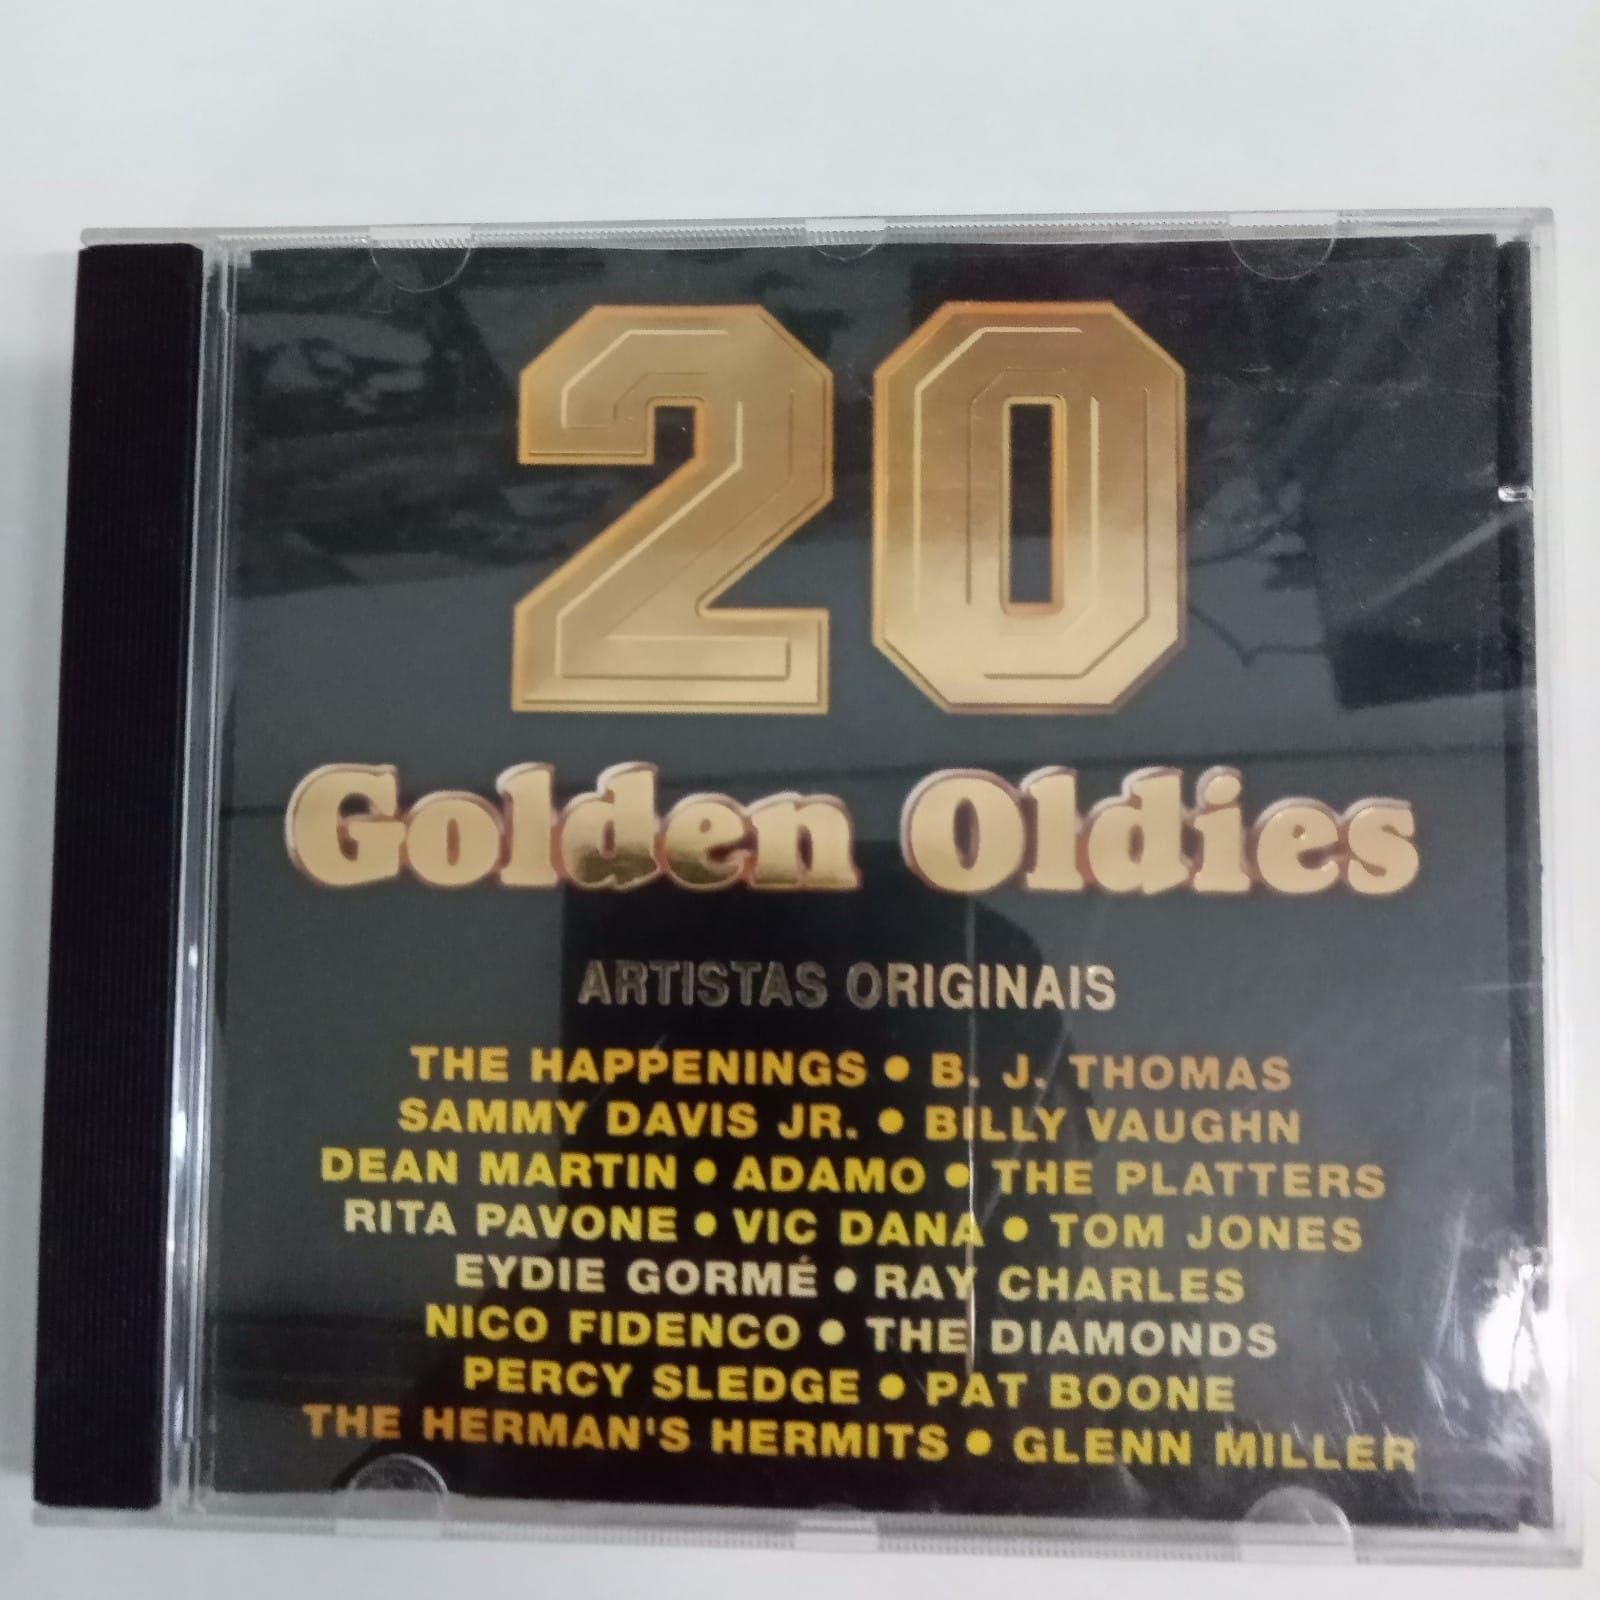 20
Golden Oldies
ARTISTAS ORIGINAIS
THE HAPPENINGS • B. J. THOMAS
SAMMY DAVIS JR. • BILLY VAUGHN
DEAN MARTIN • ADAMO • THE PLATTERS
RITA PAVONE • VIC DANA • TOM JONES
EYDIE GORMÉ • RAY CHARLES
NICO FIDENCO • THE DIAMONDS
PERCY SLEDGE • PAT BOONE
THE HERMAN'S HERMITS • GLENN MILLER